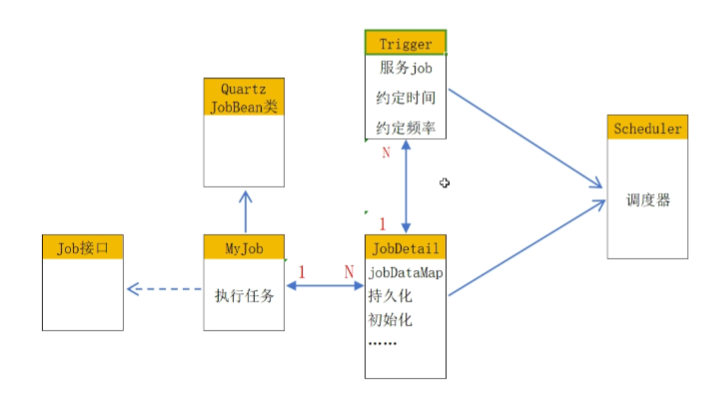 Trigger
服务job
约定时间
约定频率
Quartz
JobBean类
Scheduler
调度器
N
1
Job接口
MyJob
执行任务
1
N
JobDetail
jobDataMap
持久化
初始化
……